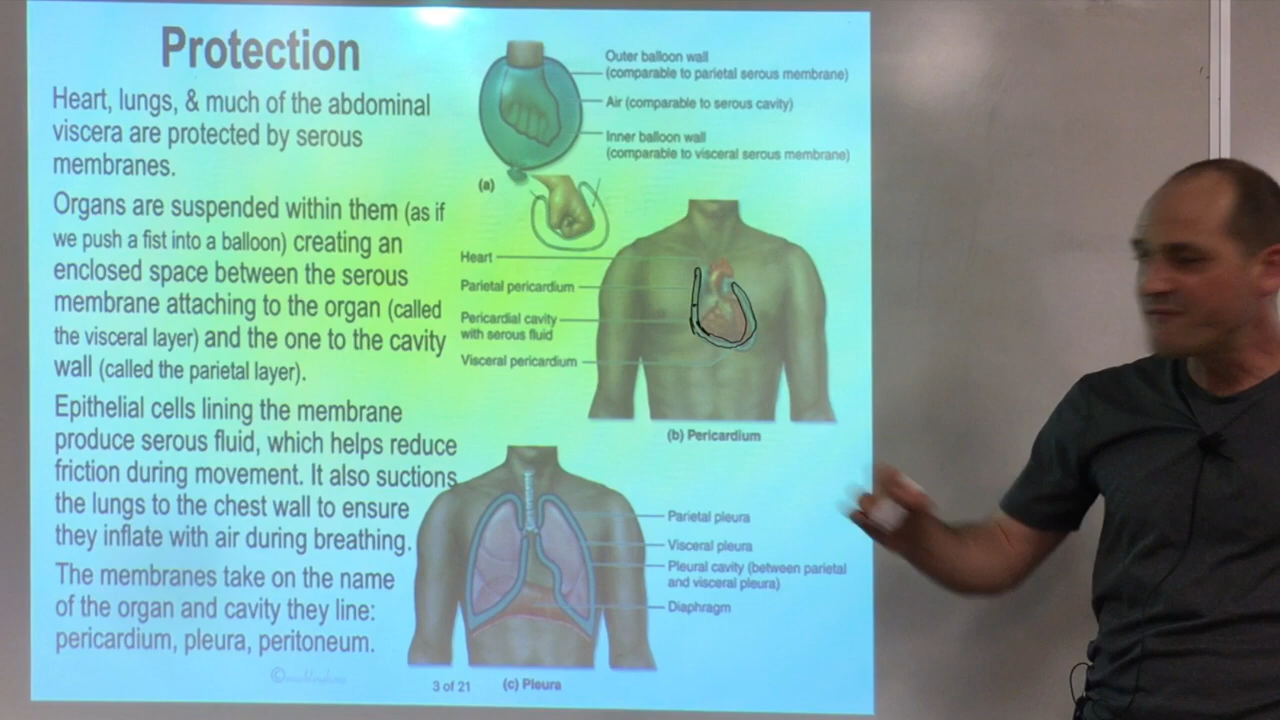 Protection
Heart, lungs, & much of the abdominal
viscera are protected by serous
membranes.
Organs are suspended within them (as if
we push a fist into a balloon) creating an
enclosed space between the serous
membrane attaching to the organ (called
the visceral layer) and the one to the cavity
wall (called the parietal layer).
Epithelial cells lining the membrane
produce serous fluid, which helps reduce
friction during movement. It also suctions
the lungs to the chest wall to ensure
they inflate with air during breathing.
The membranes take on the name
of the organ and cavity they line:
pericardium, pleura, peritoneum.
3 of 21
Outer balloon wall
(comparable to parietal serous membrane)
Air (comparable to serous cavity)
Inner balloon wall
(comparable to visceral serous membrane)
(a)
Heart
Parietal pericardium
Pericardial cavity
with serous fluid
Visceral pericardium
(b) Pericardium
Parietal pleura
Visceral pleura
Pleural cavity (between parietal
and visceral pleura)
Diaphragm
(c) Pleura